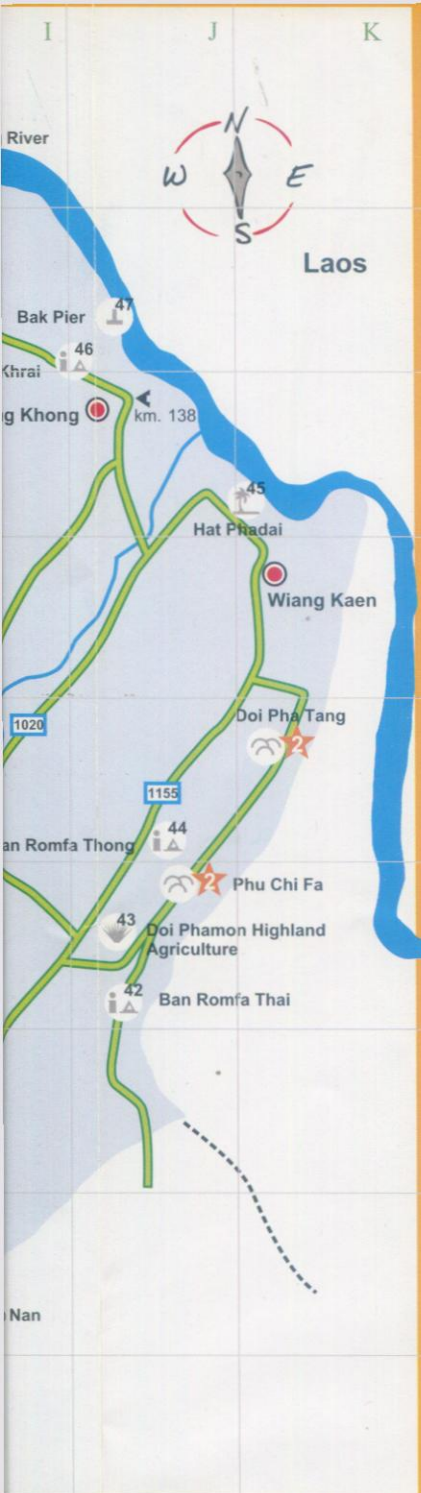 I J K
River
N
W E
S
Laos
47
Bak Pier
46
Khrai
g Khong
km. 138
45
Hat Phadai
Wiang Kaen
1020
Doi Pha Tang
2
1155
44
an Romfa Thong
2 Phu Chi Fa
43
Doi Phamon Highland
Agriculture
42
Ban Romfa Thai
Nan